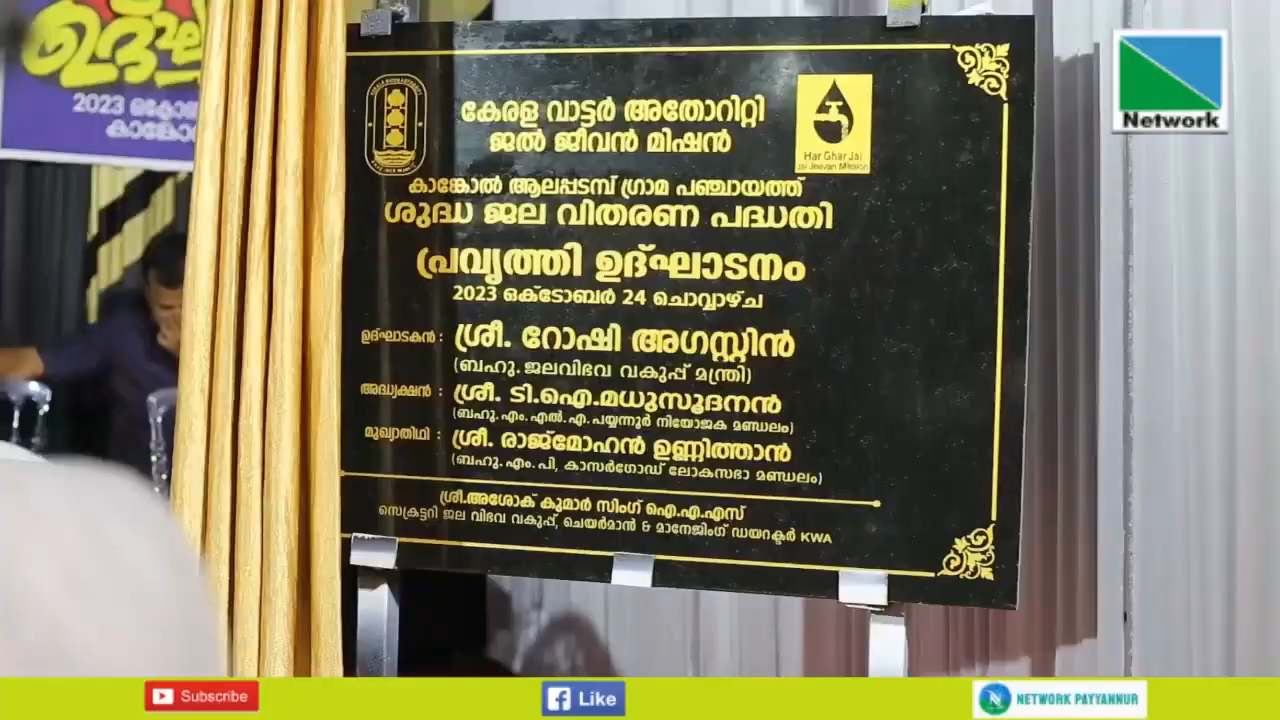 2023
Network
കേരള വാട്ടർ അതോറിറ്റി
ജൽ ജീവൻ മിഷൻ
Har Ghar Jal
Jal Jeevan Mission
കാങ്കോൽ ആലപ്പടമ്പ് ഗ്രാമ പഞ്ചായത്ത്
ശുദ്ധ ജല വിതരണ പദ്ധതി
പ്രവൃത്തി ഉദ്ഘാടനം
2023 ഒക്ടോബർ 24 ചൊവ്വാഴ്ച
ഉദ്ഘാടകൻ : ശ്രീ. റോഷി അഗസ്റ്റിൻ
(ബഹു. ജലവിഭവ വകുപ്പ് മന്ത്രി)
അദ്ധ്യക്ഷൻ : ശ്രീ. ടി.ഐ.മധുസൂദനൻ
(ബഹു. എം. എൽ. എ. പയ്യന്നൂർ നിയോജക മണ്ഡലം)
മുഖ്യാതിഥി : ശ്രീ. രാജ്മോഹൻ ഉണ്ണിത്താൻ
(ബഹു. എം. പി, കാസർഗോഡ് ലോകസഭാ മണ്ഡലം)
ശ്രീ.അശോക് കുമാർ സിംഗ് ഐ.എ.എസ്
സെക്രട്ടറി ജല വിഭവ വകുപ്പ്, ചെയർമാൻ & മാനേജിംഗ് ഡയറക്ടർ KWA
Subscribe
Like
NETWORK PAYYANNUR